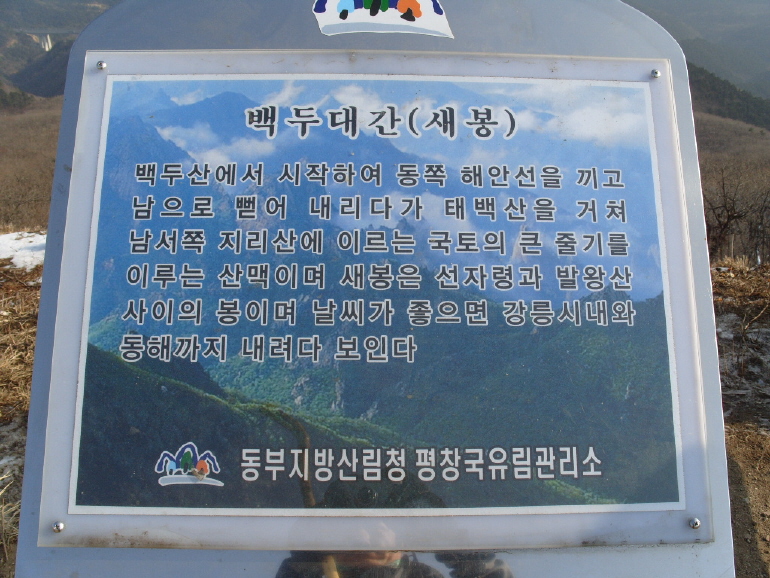 백두대간(새봉)
백두산에서 시작하여 동쪽 해안선을 끼고
남으로 뻗어 내리다가 태백산을 거쳐
남서쪽 지리산에 이르는 국토의 큰 줄기를
이루는 산맥이며 새봉은 선자령과 발왕산
사이의 봉이며 날씨가 좋으면 강릉시내와
동해까지 내려다 보인다
동부지방산림청 평창국유림관리소